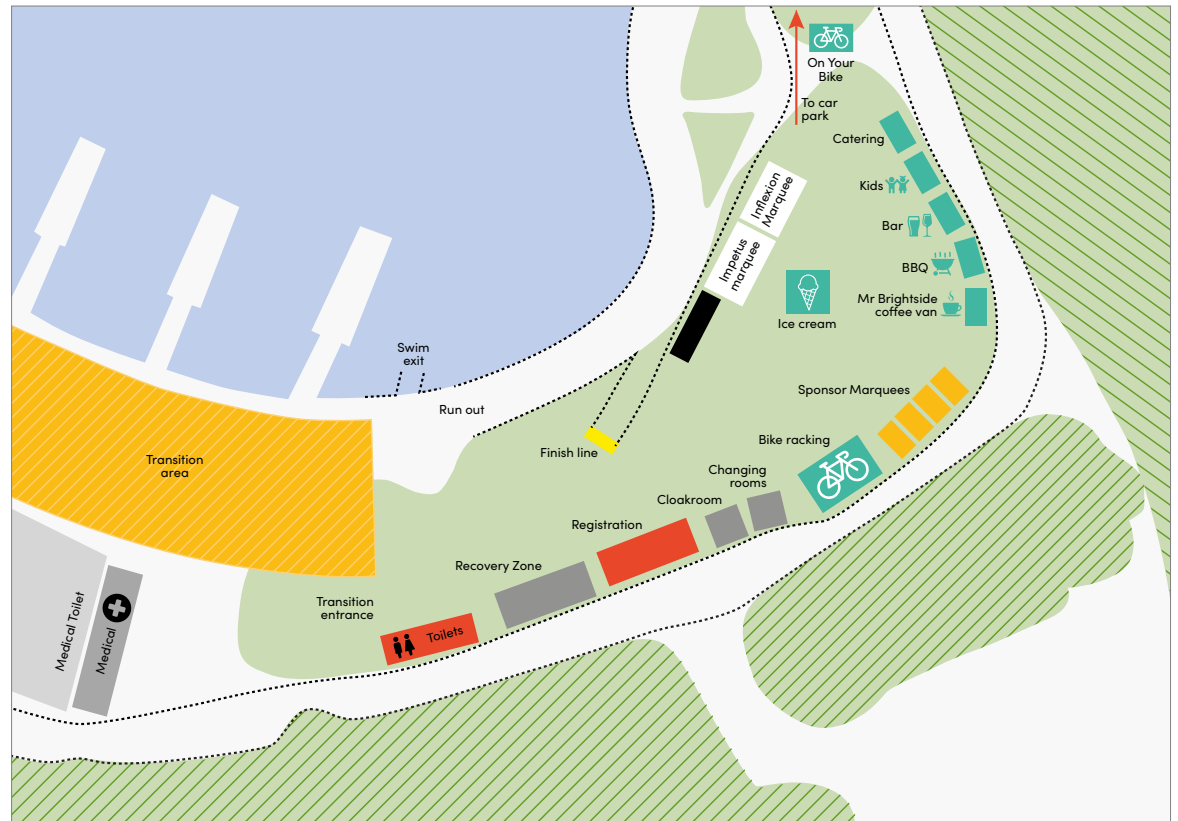 On Your
Bike
To car
park
Catering
Kids
Inflexion
Marquee
Bar
Impetus
marquee
BBQ
Mr Brightside
coffee van
Ice cream
Swim
exit
Sponsor Marquees
Run out
Bike racking
Finish line
Transition
area
Changing
rooms
Cloakroom
Registration
Recovery Zone
Transition
entrance
Toilets
Medical Toilet
Medical